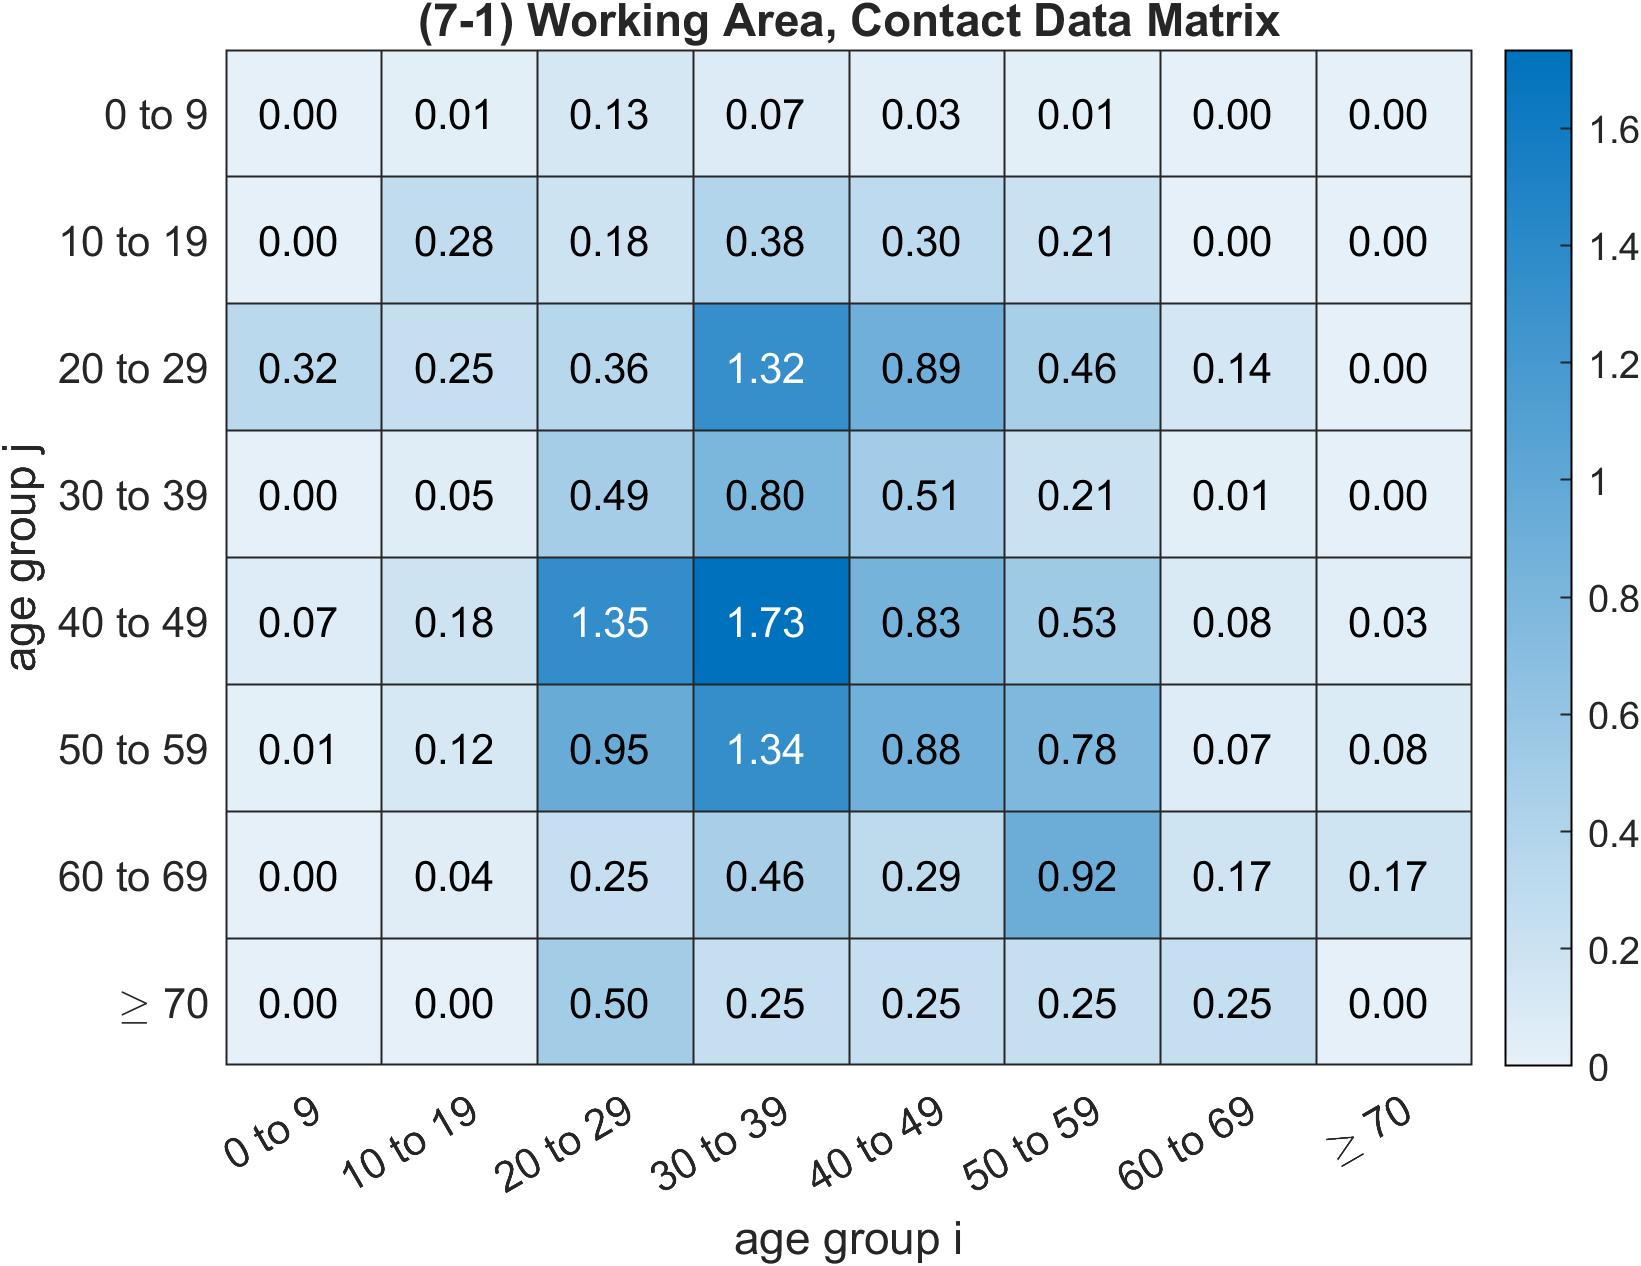 (7-1) Working Area, Contact Data Matrix
0 to 9 0.00 0.01 0.13 0.07 0.03 0.01 0.00 0.00
10 to 19 0.00 0.28 0.18 0.38 0.30 0.21 0.00 0.00
20 to 29 0.32 0.25 0.36 1.32 0.89 0.46 0.14 0.00
30 to 39 0.00 0.05 0.49 0.80 0.51 0.21 0.01 0.00
40 to 49 0.07 0.18 1.35 1.73 0.83 0.53 0.08 0.03
50 to 59 0.01 0.12 0.95 1.34 0.88 0.78 0.07 0.08
60 to 69 0.00 0.04 0.25 0.46 0.29 0.92 0.17 0.17
≥ 70 0.00 0.00 0.50 0.25 0.25 0.25 0.25 0.00
age group j
0 to 9 10 to 19 20 to 29 30 to 39 40 to 49 50 to 59 60 to 69 ≥ 70
age group i
1.6
1.4
1.2
1
0.8
0.6
0.4
0.2
0